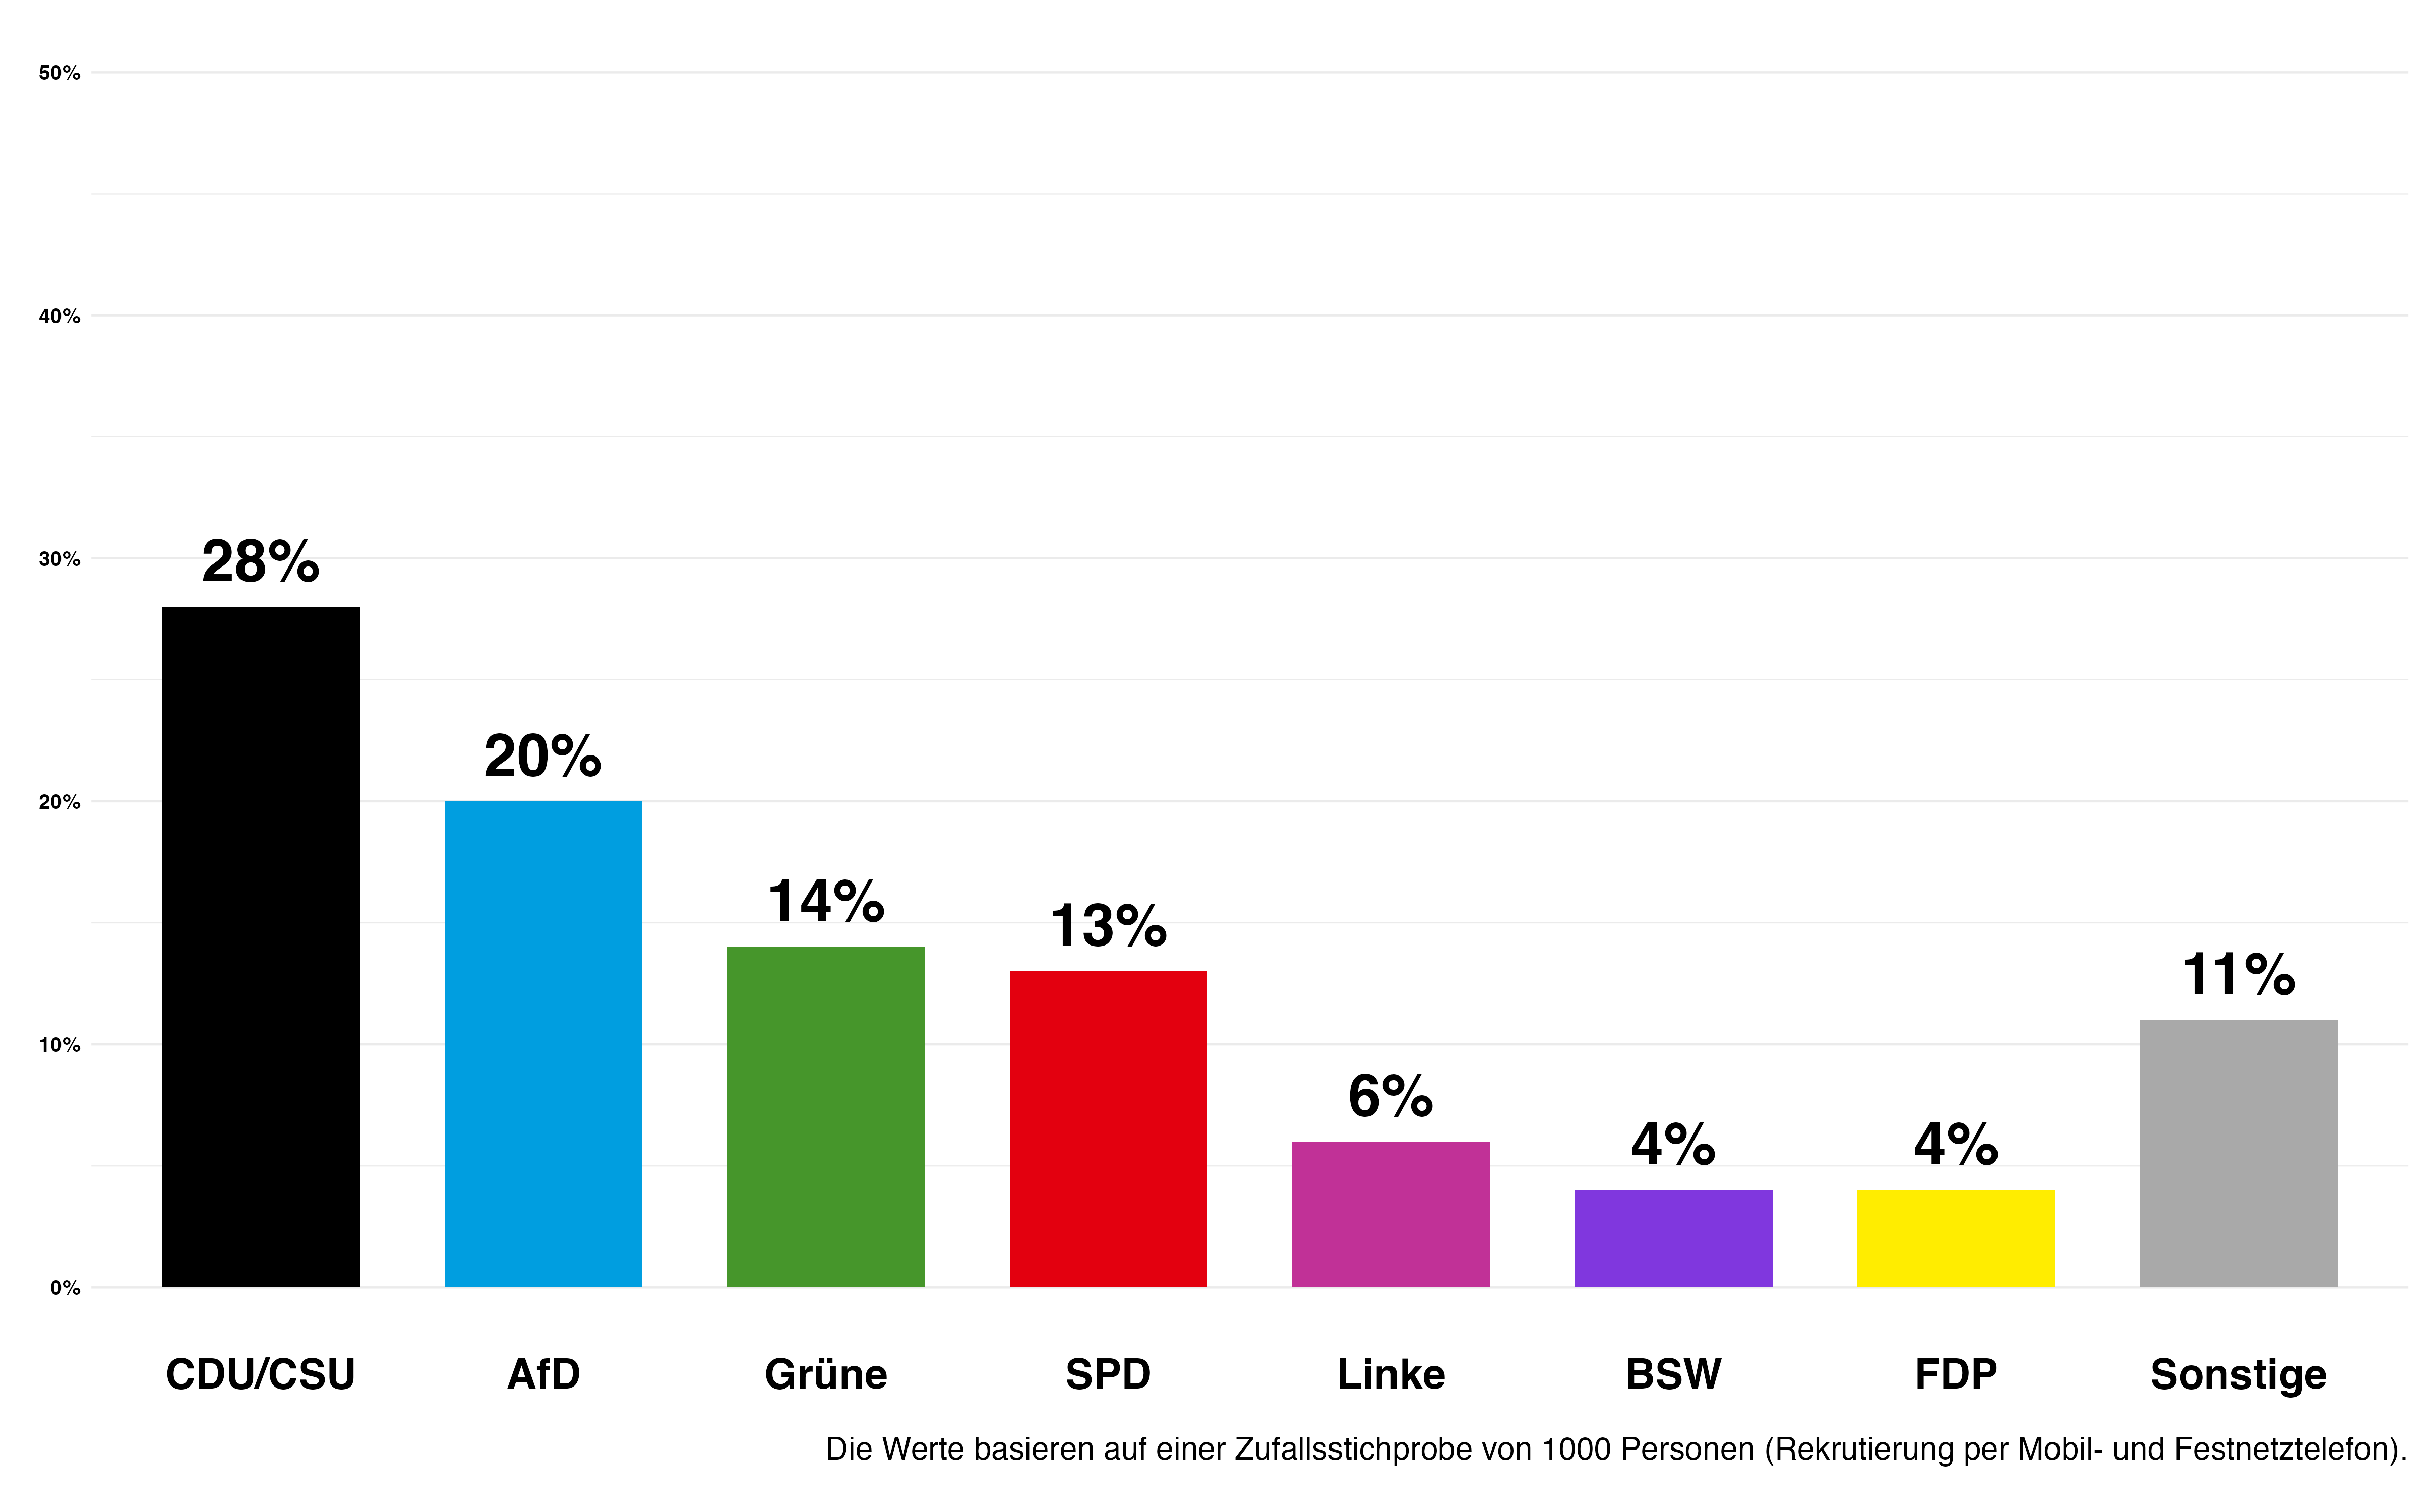 50%
40%
30%
20%
10%
0%
28%
20%
14%
13%
6%
4%
4%
11%
CDU/CSU
AfD
Grüne
SPD
Linke
BSW
FDP
Sonstige
Die Werte basieren auf einer Zufallsstichprobe von 1000 Personen (Rekrutierung per Mobil- und Festnetztelefon).